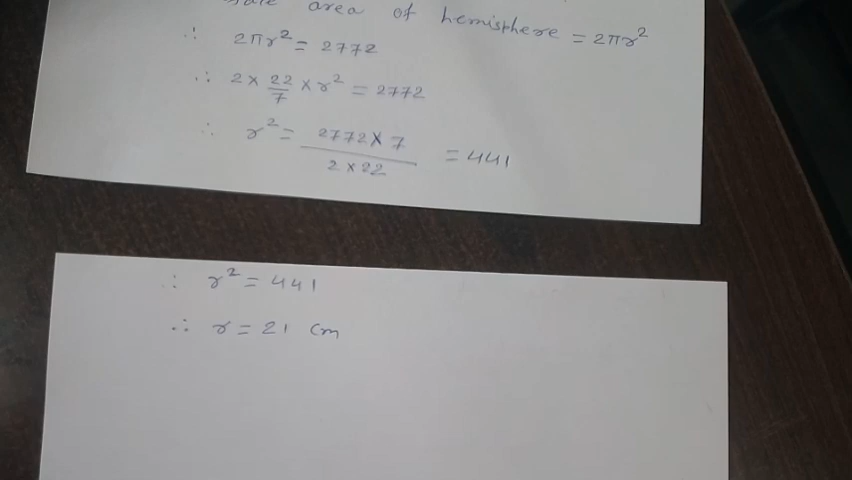 area of hemisphere = 2πr²
∴ 2πr² = 2772
∴ 2 × 22/7 × r² = 2772
∴ r² = 2772 × 7 / 2 × 22 = 441
∴ r² = 441
∴ r = 21 cm